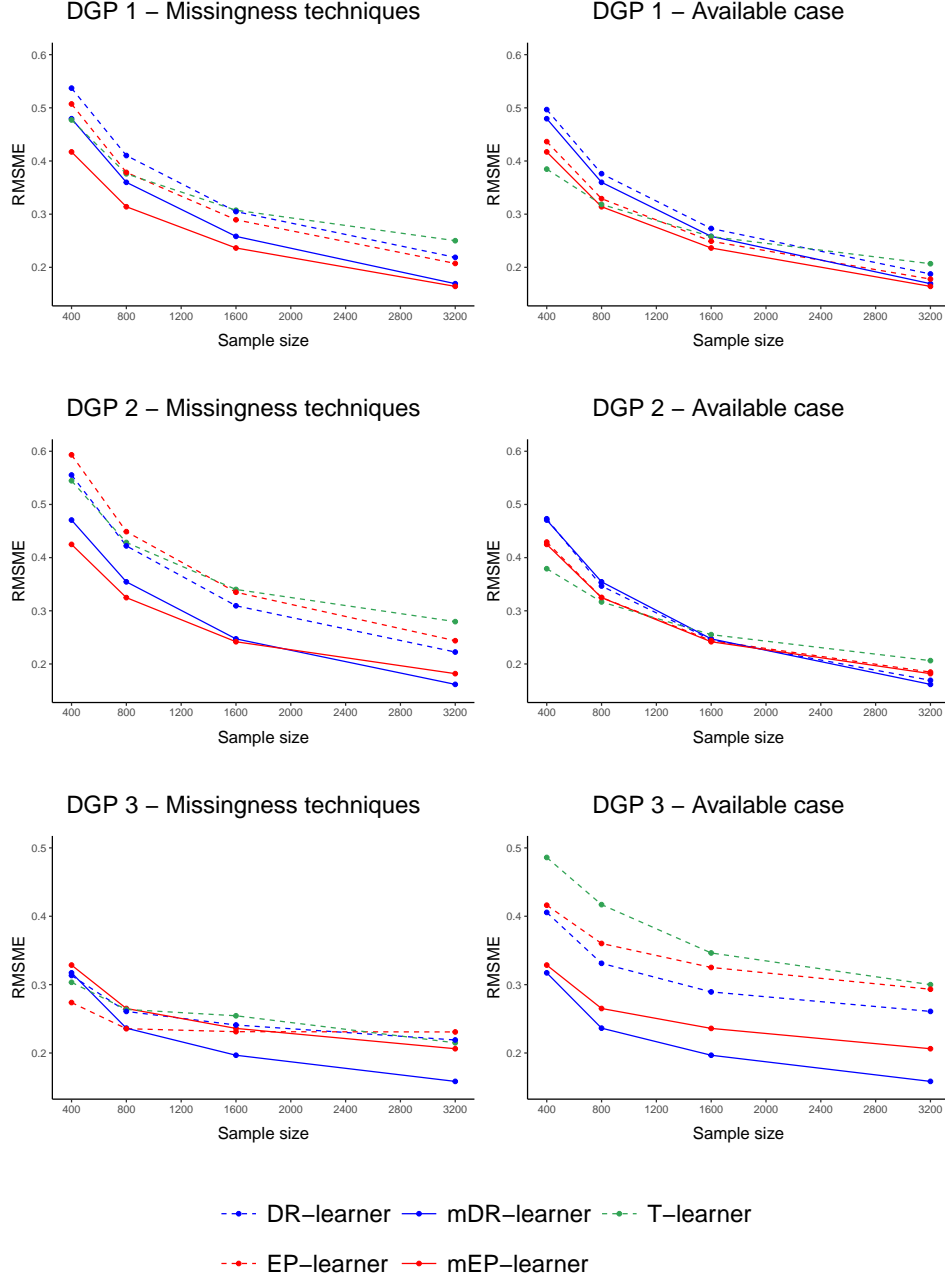 DGP 1 − Missingness techniques
RMSME
0.6
0.5
0.4
0.3
0.2
400 800 1200 1600 2000 2400 2800 3200
Sample size
DGP 1 − Available case
RMSME
0.6
0.5
0.4
0.3
0.2
400 800 1200 1600 2000 2400 2800 3200
Sample size
DGP 2 − Missingness techniques
RMSME
0.6
0.5
0.4
0.3
0.2
400 800 1200 1600 2000 2400 2800 3200
Sample size
DGP 2 − Available case
RMSME
0.6
0.5
0.4
0.3
0.2
400 800 1200 1600 2000 2400 2800 3200
Sample size
DGP 3 − Missingness techniques
RMSME
0.5
0.4
0.3
0.2
400 800 1200 1600 2000 2400 2800 3200
Sample size
DGP 3 − Available case
RMSME
0.5
0.4
0.3
0.2
400 800 1200 1600 2000 2400 2800 3200
Sample size
DR−learner mDR−learner T−learner
EP−learner mEP−learner